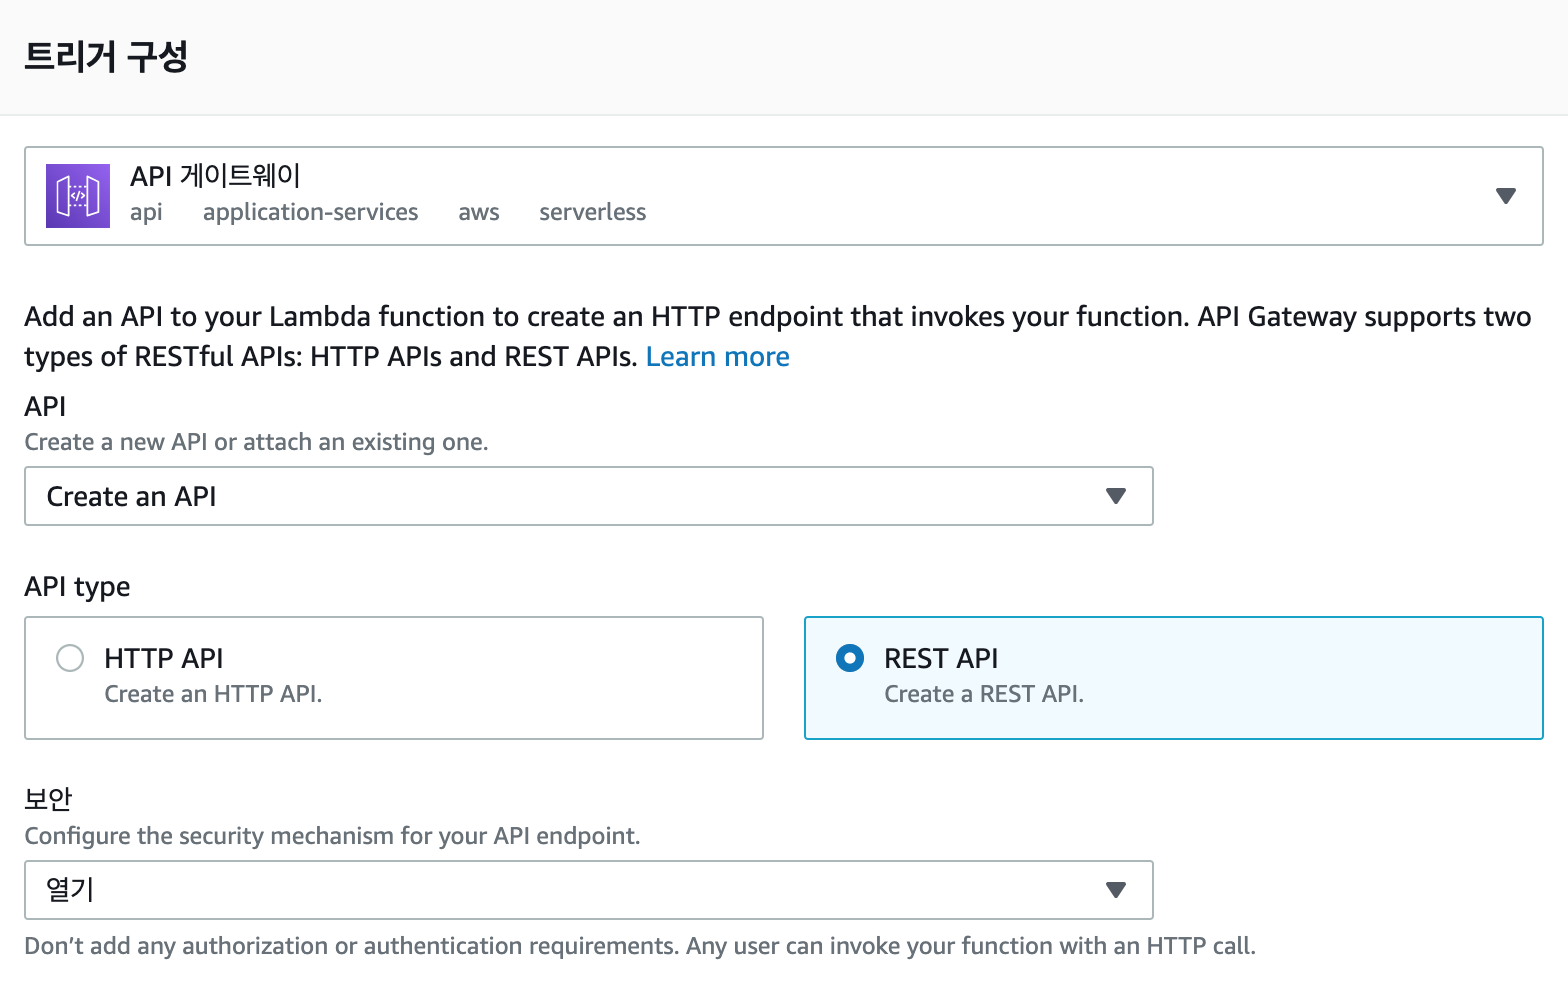 트리거 구성
API 게이트웨이
api application-services aws serverless
Add an API to your Lambda function to create an HTTP endpoint that invokes your function. API Gateway supports two
types of RESTful APIs: HTTP APIs and REST APIs. Learn more
API
Create a new API or attach an existing one.
Create an API
API type
HTTP API
Create an HTTP API.
REST API
Create a REST API.
보안
Configure the security mechanism for your API endpoint.
열기
Don’t add any authorization or authentication requirements. Any user can invoke your function with an HTTP call.